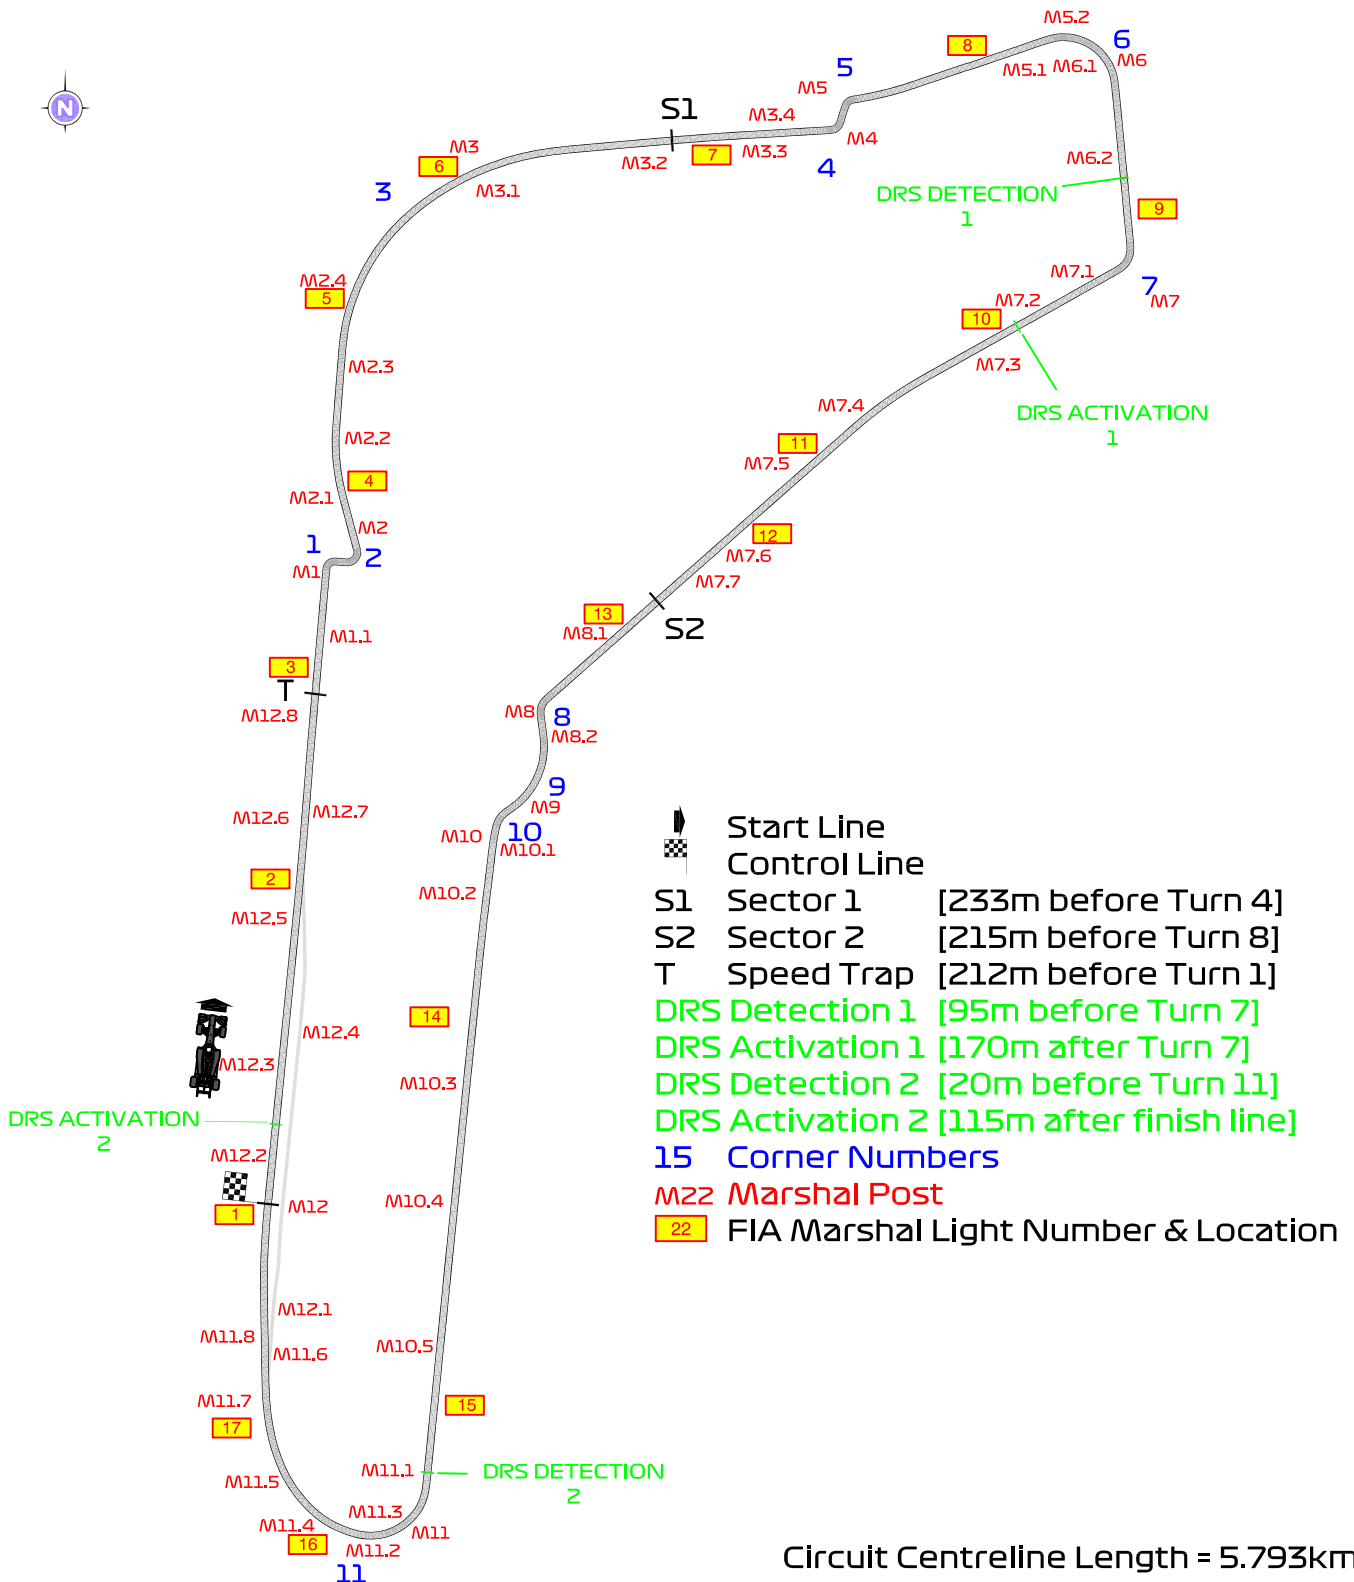 M5.2
6
8
M6
M5.1
M6.1
5
M5
N
S1
M3.4
M4
M3
6
M3.2
7
M3.3
4
M6.2
3
M3.1
DRS DETECTION
1
9
M2.4
5
M7.1
7
M7
M7.2
10
M2.3
M7.3
M7.4
DRS ACTIVATION
1
M2.2
11
M7.5
4
M2.1
M2
12
1
2
M7.6
M1
M7.7
13
M8.1
S2
M1.1
3
T
M12.8
M8
8
M8.2
9
M9
M12.6
M12.7
M10
10
M10.1
2
M10.2
M12.5
14
M12.4
M12.3
M10.3
DRS ACTIVATION
2
M12.2
M10.4
1
M12
M12.1
M11.8
M11.6
M10.5
M11.7
15
17
M11.1
DRS DETECTION
2
M11.5
M11.3
M11.4
M11
16
M11.2
11
Start Line
Control Line
S1 Sector 1 [233m before Turn 4]
S2 Sector 2 [215m before Turn 8]
T Speed Trap [212m before Turn 1]
DRS Detection 1 [95m before Turn 7]
DRS Activation 1 [170m after Turn 7]
DRS Detection 2 [20m before Turn 11]
DRS Activation 2 [115m after finish line]
15 Corner Numbers
M22 Marshal Post
22 FIA Marshal Light Number & Location
Circuit Centreline Length = 5.793km